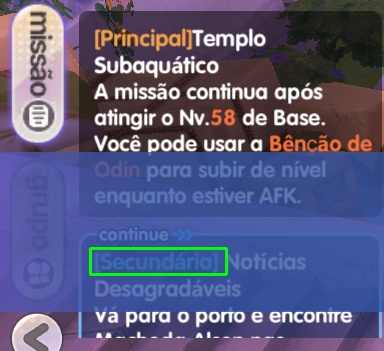 missão
[Principal]Templo
Subaquático
A missão continua após
atingir o Nv.58 de Base.
Você pode usar a Bênção de
Odin para subir de nível
enquanto estiver AFK.
grupo
continue
[Secundária] Notícias
Desagradáveis
Vá para o porto e encontre